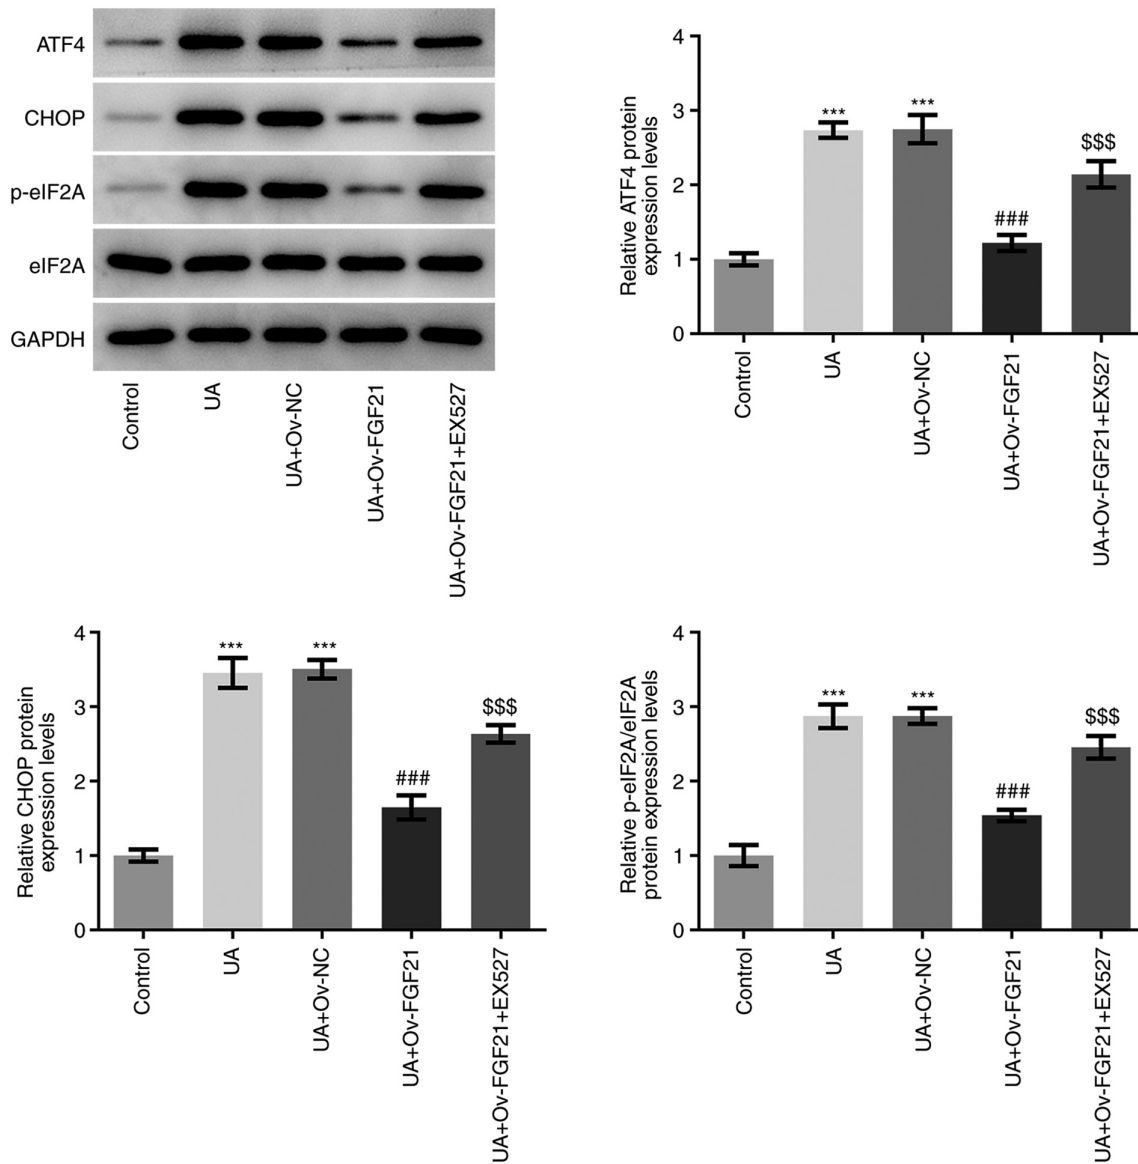 ATF4
CHOP
p-eIF2A
eIF2A
GAPDH
Control
UA
UA+Ov-NC
UA+Ov-FGF21
UA+Ov-FGF21+EX527
Relative ATF4 protein
expression levels
4
3
2
1
0
***
***
###
$$$
Control
UA
UA+Ov-NC
UA+Ov-FGF21
UA+Ov-FGF21+EX527
Relative CHOP protein
expression levels
4
3
2
1
0
***
***
###
$$$
Control
UA
UA+Ov-NC
UA+Ov-FGF21
UA+Ov-FGF21+EX527
Relative p-eIF2A/eIF2A
protein expression levels
4
3
2
1
0
***
***
###
$$$
Control
UA
UA+Ov-NC
UA+Ov-FGF21
UA+Ov-FGF21+EX527